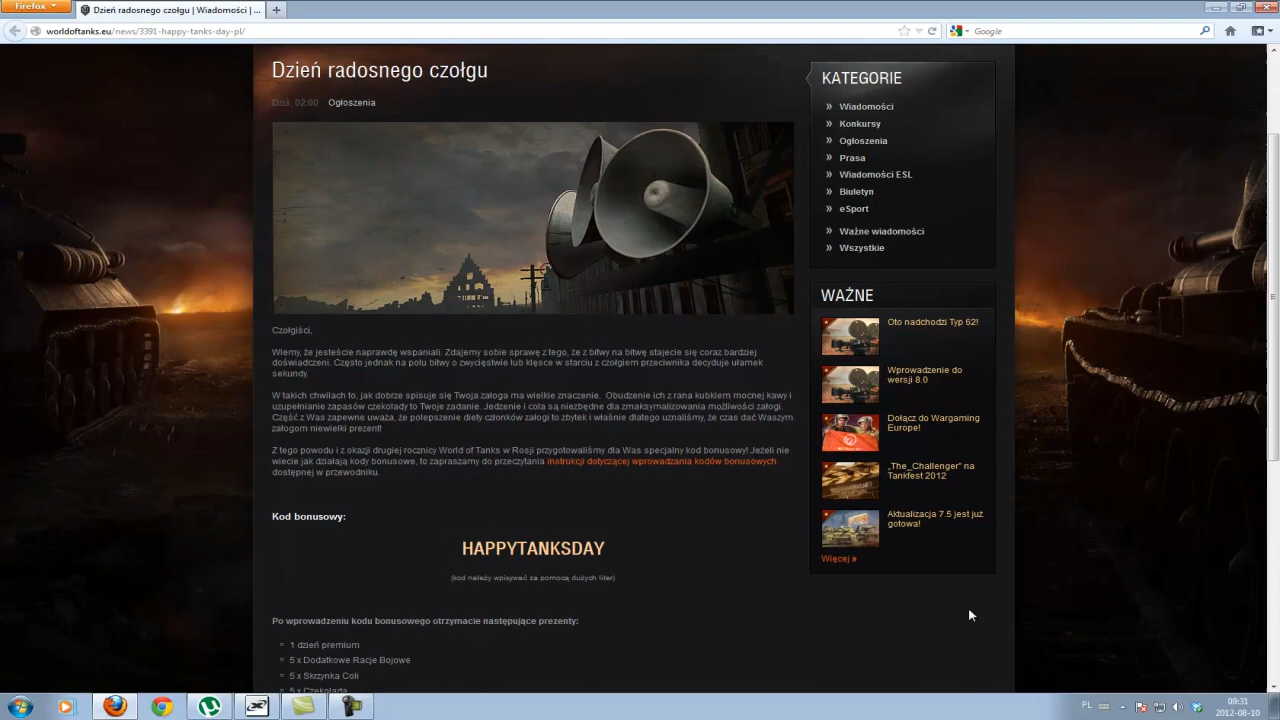 Firefox
Dzień radosnego czołgu | Wiadomości | ...
worldoftanks.eu/news/3391-happy-tanks-day-pl/
Google
Dzień radosnego czołgu
Dziś, 02:00 Ogłoszenia
Czołgiści,
Wiemy, że jesteście naprawdę wspaniali. Zdajemy sobie sprawę z tego, że z bitwy na bitwę stajecie się coraz bardziej
doświadczeni. Często jednak na polu bitwy o zwycięstwie lub klęsce w starciu z czołgiem przeciwnika decyduje ułamek
sekundy.
W takich chwilach to, jak dobrze spisuje się Twoja załoga ma wielkie znaczenie. Obudzenie ich z rana kubkiem mocnej kawy i
uzupełnianie zapasów czekolady to Twoje zadanie. Jedzenie i cola są niezbędne dla zmaksymalizowania możliwości załogi.
Część z Was zapewne uważa, że polepszenie diety członków załogi to zbytek i właśnie dlatego uznaliśmy, że czas dać Waszym
załogom niewielki prezent!
Z tego powodu i z okazji drugiej rocznicy World of Tanks w Rosji przygotowaliśmy dla Was specjalny kod bonusowy! Jeżeli nie
wiecie jak działają kody bonusowe, to zapraszamy do przeczytania instrukcji dotyczącej wprowadzania kodów bonusowych
dostępnej w przewodniku.
Kod bonusowy:
HAPPYTANKSDAY
(kod należy wpisywać za pomocą dużych liter)
Po wprowadzeniu kodu bonusowego otrzymacie następujące prezenty:
1 dzień premium
5 x Dodatkowe Racje Bojowe
5 x Skrzynka Coli
5 x Czekolada
KATEGORIE
» Wiadomości
» Konkursy
» Ogłoszenia
» Prasa
» Wiadomości ESL
» Biuletyn
» eSport
» Ważne wiadomości
» Wszystkie
WAŻNE
Oto nadchodzi Typ 62!
Wprowadzenie do
wersji 8.0
Dołącz do Wargaming
Europe!
„The_Challenger” na
Tankfest 2012
Aktualizacja 7.5 jest już
gotowa!
Więcej »
PL
09:31
2012-08-10